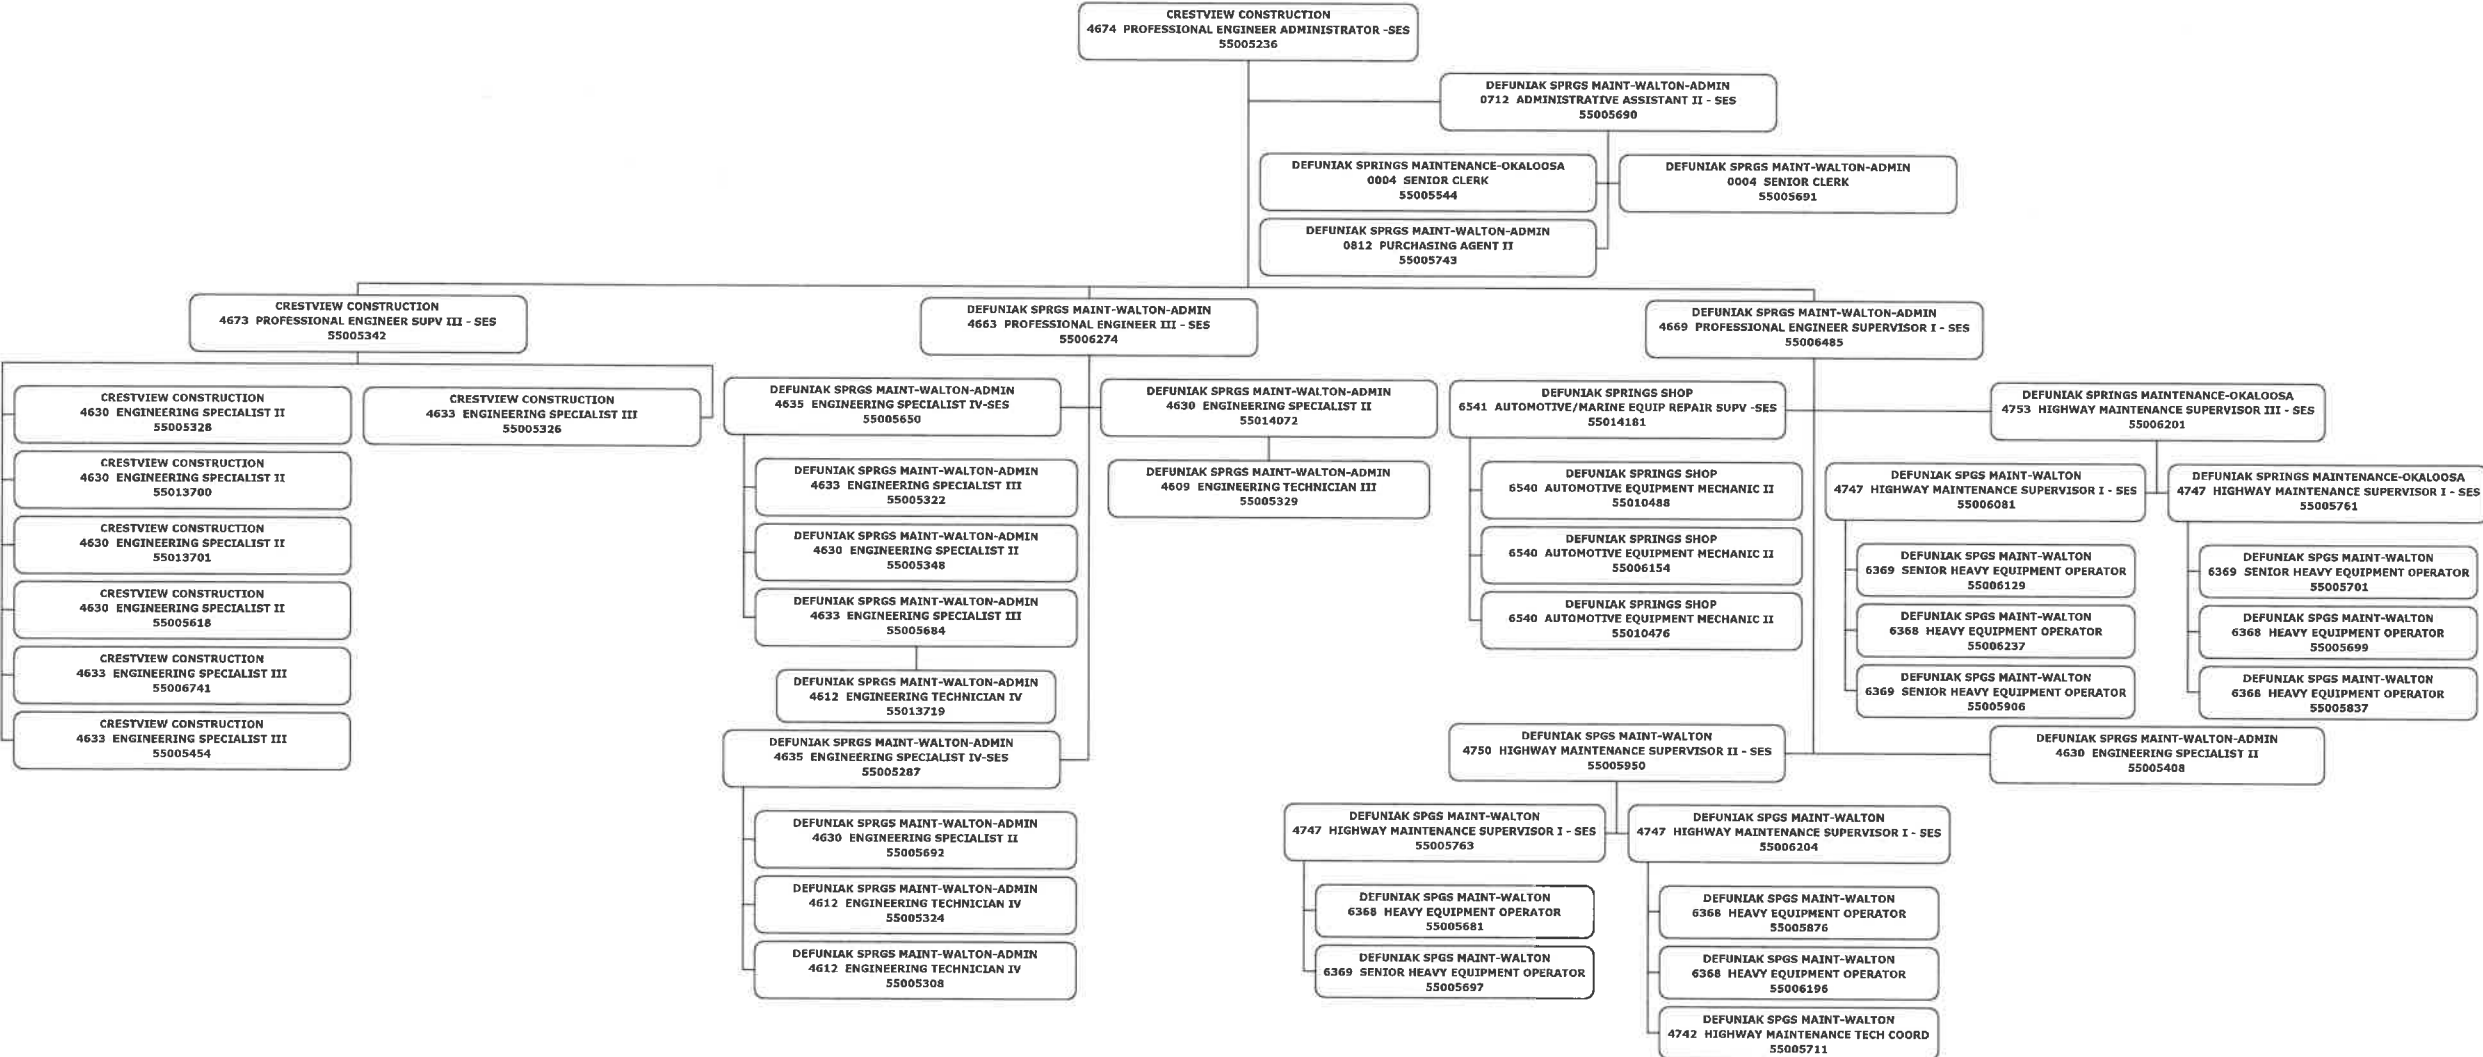 CRESTVIEW CONSTRUCTION
4674 PROFESSIONAL ENGINEER ADMINISTRATOR -SES
55005236
DEFUNIAK SPRGS MAINT-WALTON-ADMIN
0712 ADMINISTRATIVE ASSISTANT II - SES
55005690
DEFUNIAK SPRINGS MAINTENANCE-OKALOOSA
0004 SENIOR CLERK
55005544
DEFUNIAK SPRGS MAINT-WALTON-ADMIN
0004 SENIOR CLERK
55005691
DEFUNIAK SPRGS MAINT-WALTON-ADMIN
0812 PURCHASING AGENT II
55005743
CRESTVIEW CONSTRUCTION
4673 PROFESSIONAL ENGINEER SUPV III - SES
55005342
CRESTVIEW CONSTRUCTION
4630 ENGINEERING SPECIALIST II
55005328
CRESTVIEW CONSTRUCTION
4633 ENGINEERING SPECIALIST III
55005326
CRESTVIEW CONSTRUCTION
4630 ENGINEERING SPECIALIST II
55013700
CRESTVIEW CONSTRUCTION
4630 ENGINEERING SPECIALIST II
55013701
CRESTVIEW CONSTRUCTION
4630 ENGINEERING SPECIALIST II
55005618
CRESTVIEW CONSTRUCTION
4633 ENGINEERING SPECIALIST III
55006741
CRESTVIEW CONSTRUCTION
4633 ENGINEERING SPECIALIST III
55005454
DEFUNIAK SPRGS MAINT-WALTON-ADMIN
4663 PROFESSIONAL ENGINEER III - SES
55006274
DEFUNIAK SPRGS MAINT-WALTON-ADMIN
4635 ENGINEERING SPECIALIST IV-SES
55005650
DEFUNIAK SPRGS MAINT-WALTON-ADMIN
4630 ENGINEERING SPECIALIST II
55014072
DEFUNIAK SPRGS MAINT-WALTON-ADMIN
4633 ENGINEERING SPECIALIST III
55005322
DEFUNIAK SPRGS MAINT-WALTON-ADMIN
4609 ENGINEERING TECHNICIAN III
55005329
DEFUNIAK SPRGS MAINT-WALTON-ADMIN
4630 ENGINEERING SPECIALIST II
55005348
DEFUNIAK SPRGS MAINT-WALTON-ADMIN
4633 ENGINEERING SPECIALIST III
55005684
DEFUNIAK SPRGS MAINT-WALTON-ADMIN
4612 ENGINEERING TECHNICIAN IV
55013719
DEFUNIAK SPRGS MAINT-WALTON-ADMIN
4635 ENGINEERING SPECIALIST IV-SES
55005287
DEFUNIAK SPRGS MAINT-WALTON-ADMIN
4630 ENGINEERING SPECIALIST II
55005692
DEFUNIAK SPRGS MAINT-WALTON-ADMIN
4612 ENGINEERING TECHNICIAN IV
55005324
DEFUNIAK SPRGS MAINT-WALTON-ADMIN
4612 ENGINEERING TECHNICIAN IV
55005308
DEFUNIAK SPRGS MAINT-WALTON-ADMIN
4669 PROFESSIONAL ENGINEER SUPERVISOR I - SES
55006485
DEFUNIAK SPRINGS SHOP
6541 AUTOMOTIVE/MARINE EQUIP REPAIR SUPV -SES
55014181
DEFUNIAK SPRINGS SHOP
6540 AUTOMOTIVE EQUIPMENT MECHANIC II
55010488
DEFUNIAK SPRINGS SHOP
6540 AUTOMOTIVE EQUIPMENT MECHANIC II
55006154
DEFUNIAK SPRINGS SHOP
6540 AUTOMOTIVE EQUIPMENT MECHANIC II
55010476
DEFUNIAK SPRINGS MAINTENANCE-OKALOOSA
4753 HIGHWAY MAINTENANCE SUPERVISOR III - SES
55006201
DEFUNIAK SPGS MAINT-WALTON
4747 HIGHWAY MAINTENANCE SUPERVISOR I - SES
55006081
DEFUNIAK SPGS MAINT-WALTON
6369 SENIOR HEAVY EQUIPMENT OPERATOR
55006129
DEFUNIAK SPGS MAINT-WALTON
6368 HEAVY EQUIPMENT OPERATOR
55006237
DEFUNIAK SPGS MAINT-WALTON
6369 SENIOR HEAVY EQUIPMENT OPERATOR
55005906
DEFUNIAK SPRINGS MAINTENANCE-OKALOOSA
4747 HIGHWAY MAINTENANCE SUPERVISOR I - SES
55005761
DEFUNIAK SPGS MAINT-WALTON
6369 SENIOR HEAVY EQUIPMENT OPERATOR
55005701
DEFUNIAK SPGS MAINT-WALTON
6368 HEAVY EQUIPMENT OPERATOR
55005699
DEFUNIAK SPGS MAINT-WALTON
6368 HEAVY EQUIPMENT OPERATOR
55005837
DEFUNIAK SPGS MAINT-WALTON
4750 HIGHWAY MAINTENANCE SUPERVISOR II - SES
55005950
DEFUNIAK SPRGS MAINT-WALTON-ADMIN
4630 ENGINEERING SPECIALIST II
55005408
DEFUNIAK SPGS MAINT-WALTON
4747 HIGHWAY MAINTENANCE SUPERVISOR I - SES
55005763
DEFUNIAK SPGS MAINT-WALTON
6368 HEAVY EQUIPMENT OPERATOR
55005681
DEFUNIAK SPGS MAINT-WALTON
6369 SENIOR HEAVY EQUIPMENT OPERATOR
55005697
DEFUNIAK SPGS MAINT-WALTON
4747 HIGHWAY MAINTENANCE SUPERVISOR I - SES
55006204
DEFUNIAK SPGS MAINT-WALTON
6368 HEAVY EQUIPMENT OPERATOR
55005876
DEFUNIAK SPGS MAINT-WALTON
6368 HEAVY EQUIPMENT OPERATOR
55006196
DEFUNIAK SPGS MAINT-WALTON
4742 HIGHWAY MAINTENANCE TECH COORD
55005711